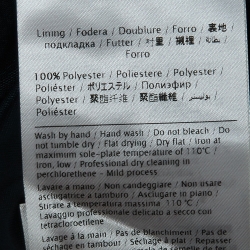 Lining / Fodera / Doublure / Forro / 裏地
/ подкладка / Futter / 衬里 / 襯裡 / بطانة /
Forro
100% Polyester / Poliestere / Polyester /
Poliéster / ポリエステル / Полиэфир /
Polyester / 聚酯纤维 / 聚酯纖維 / بوليستر /
Poliéster
Wash by hand / Hand wash / Do not bleach / Do
not tumble dry / Flat drying / Dry flat / Iron at
maximum sole-plate temperature of 110°C /
Iron, low / Professional dry cleaning in
perchlorethene - Mild process
Lavare a mano / Non candeggiare / Non
asciugatrice a tamburo / Asciugare in piano /
Stirare a temperatura massima 110 °C /
Lavaggio professionale delicato a secco con
tetracloroetilene
Lavage à la main / Pas de blanchiment / Pas de
séchage en tambour / Séchage à plat /